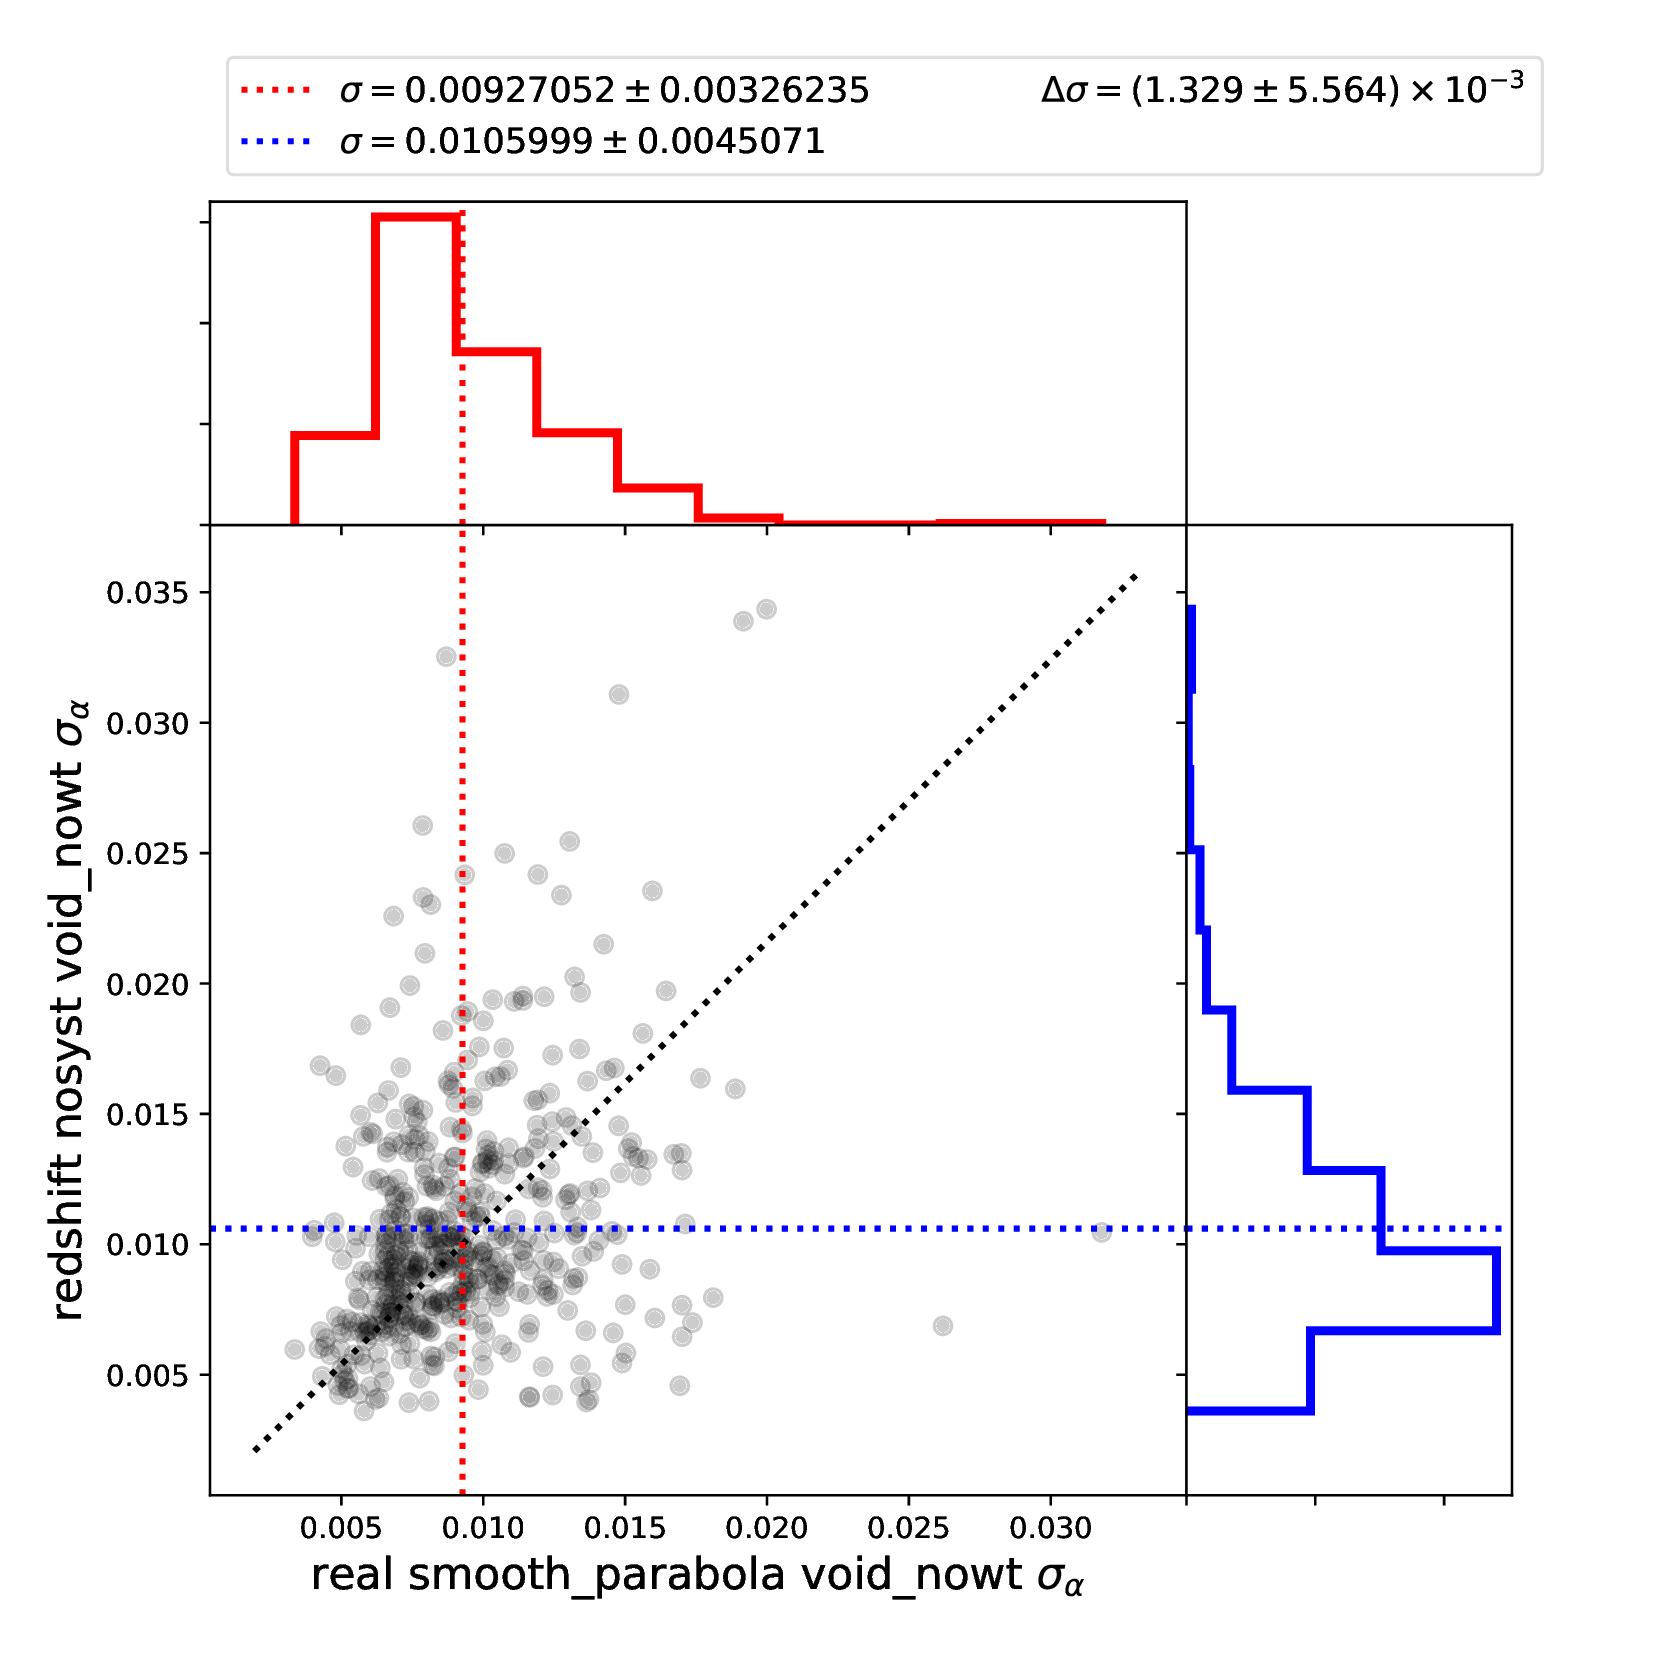 σ = 0.00927052 ± 0.00326235
Δσ = (1.329 ± 5.564) × 10⁻³
σ = 0.0105999 ± 0.0045071
0.035
0.030
0.025
0.020
0.015
0.010
0.005
redshift nosyst void_nowt σ_α
0.005 0.010 0.015 0.020 0.025 0.030
real smooth_parabola void_nowt σ_α